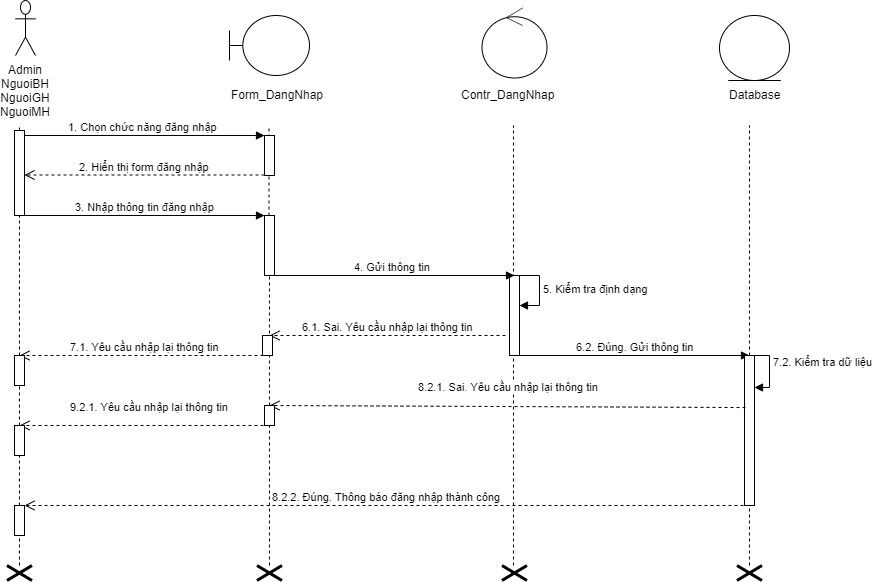 Admin
NguoiBH
NguoiGH
NguoiMH
Form_DangNhap
Contr_DangNhap
Database
1. Chọn chức năng đăng nhập
2. Hiển thị form đăng nhập
3. Nhập thông tin đăng nhập
4. Gửi thông tin
5. Kiểm tra định dạng
6.1. Sai. Yêu cầu nhập lại thông tin
7.1. Yêu cầu nhập lại thông tin
6.2. Đúng. Gửi thông tin
7.2. Kiểm tra dữ liệu
8.2.1. Sai. Yêu cầu nhập lại thông tin
9.2.1. Yêu cầu nhập lại thông tin
8.2.2. Đúng. Thông báo đăng nhập thành công